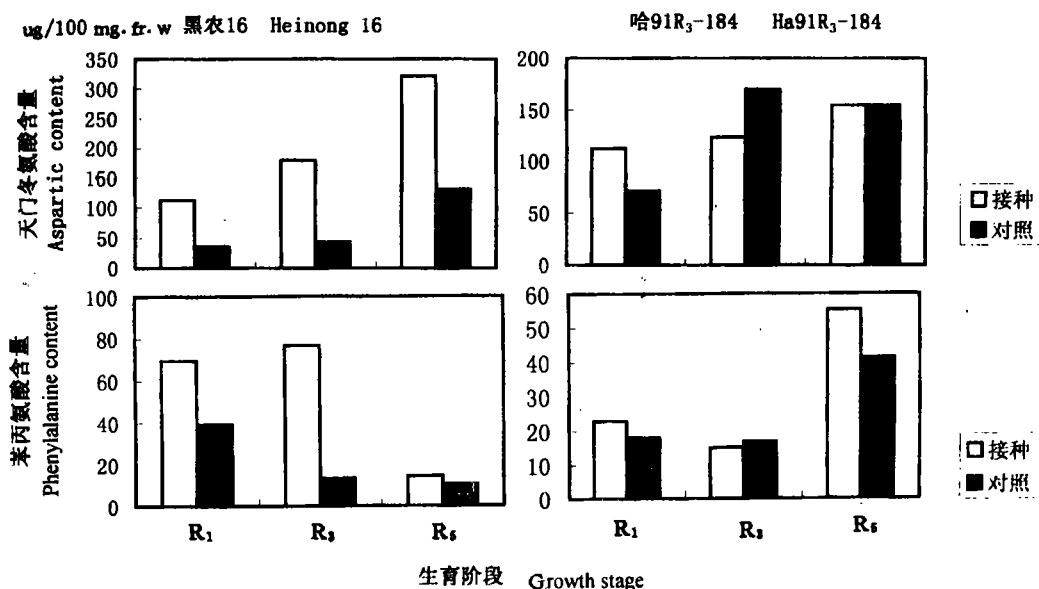 ug/100 mg.fr.w 黑农16 Heinong 16
哈91R₃-184 Ha91R₃-184
天门冬氨酸含量
Aspartic content
350
300
250
200
150
100
50
0
200
150
100
50
0
接种
对照
苯丙氨酸含量
Phenylalanine content
100
80
60
40
20
0
60
50
40
30
20
10
0
接种
对照
R₁ R₃ R₅
R₁ R₃ R₅
生育阶段 Growth stage